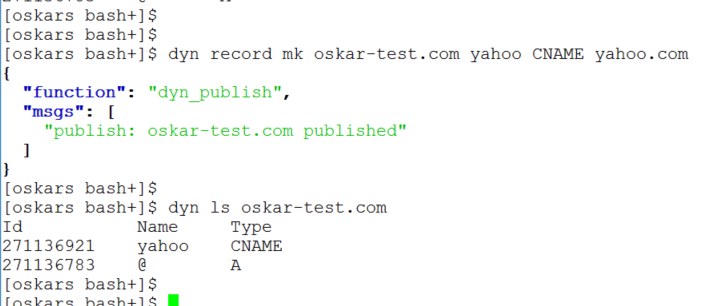 [oskars bash+]$
[oskars bash+]$
[oskars bash+]$ dyn record mk oskar-test.com yahoo CNAME yahoo.com
{
  "function": "dyn_publish",
  "msgs": [
    "publish: oskar-test.com published"
  ]
}
[oskars bash+]$
[oskars bash+]$ dyn ls oskar-test.com
Id          Name     Type
271136921   yahoo    CNAME
271136783   @        A
[oskars bash+]$
[oskars bash+]$